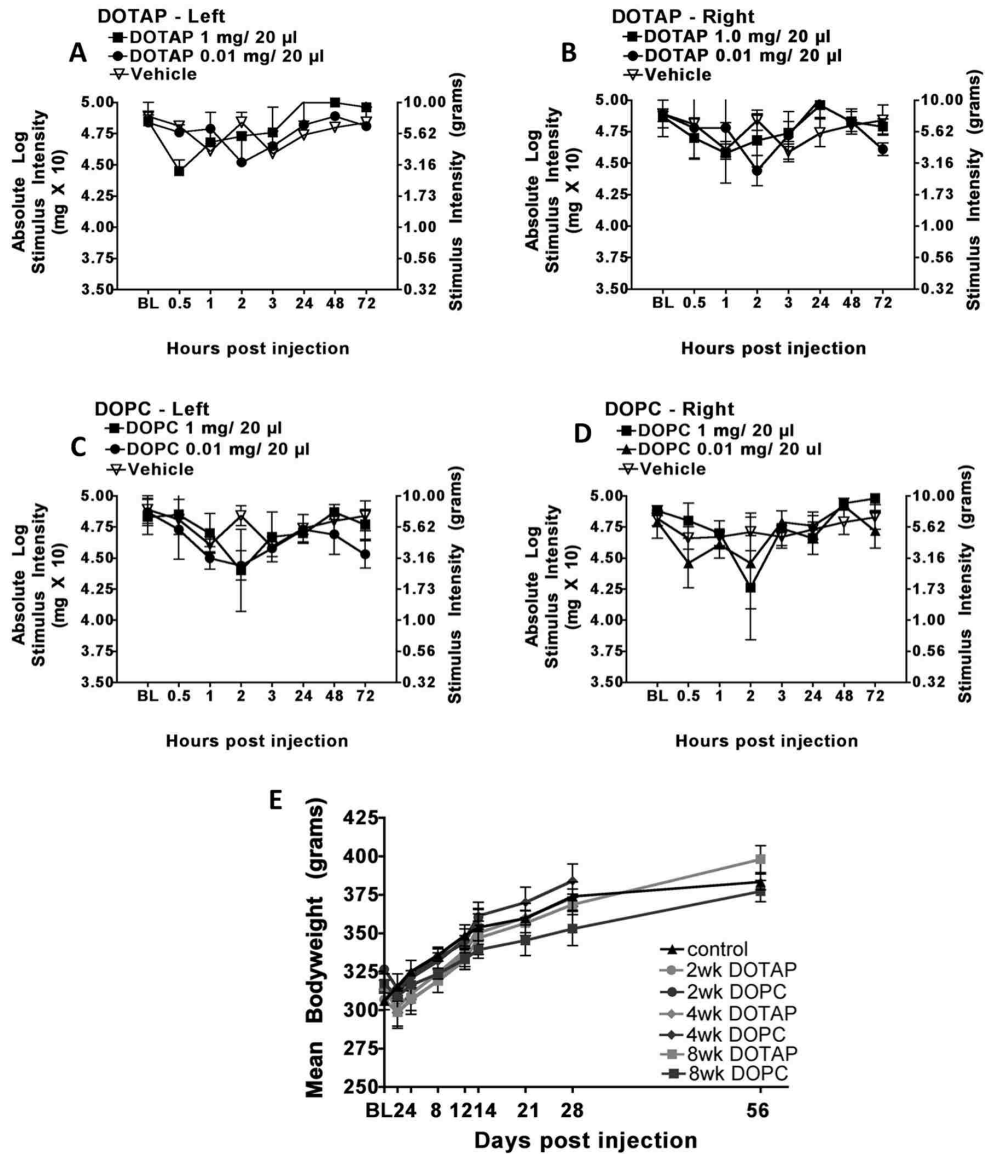 DOTAP - Left
A
DOTAP 1 mg/ 20 µl
DOTAP 0.01 mg/ 20 µl
Vehicle
Absolute Log
Stimulus Intensity
(mg X 10)
5.00
4.75
4.50
4.25
4.00
3.75
3.50
10.00
5.62
3.16
1.73
1.00
0.56
0.32
Stimulus Intensity (grams)
BL 0.5 1 2 3 24 48 72
Hours post injection
DOTAP - Right
B
DOTAP 1.0 mg/ 20 µl
DOTAP 0.01 mg/ 20 µl
Vehicle
Absolute Log
Stimulus Intensity
(mg X 10)
5.00
4.75
4.50
4.25
4.00
3.75
3.50
10.00
5.62
3.16
1.73
1.00
0.56
0.32
Stimulus Intensity (grams)
BL 0.5 1 2 3 24 48 72
Hours post injection
DOPC - Left
C
DOPC 1 mg/ 20 µl
DOPC 0.01 mg/ 20 µl
Vehicle
Absolute Log
Stimulus Intensity
(mg X 10)
5.00
4.75
4.50
4.25
4.00
3.75
3.50
10.00
5.62
3.16
1.73
1.00
0.56
0.32
Stimulus Intensity (grams)
BL 0.5 1 2 3 24 48 72
Hours post injection
DOPC - Right
D
DOPC 1 mg/ 20 µl
DOPC 0.01 mg/ 20 ul
Vehicle
Absolute Log
Stimulus Intensity
(mg X 10)
5.00
4.75
4.50
4.25
4.00
3.75
3.50
10.00
5.62
3.16
1.73
1.00
0.56
0.32
Stimulus Intensity (grams)
BL 0.5 1 2 3 24 48 72
Hours post injection
E
Mean Bodyweight (grams)
425
400
375
350
325
300
275
250
control
2wk DOTAP
2wk DOPC
4wk DOTAP
4wk DOPC
8wk DOTAP
8wk DOPC
BL 2 4 8 12 14 21 28 56
Days post injection